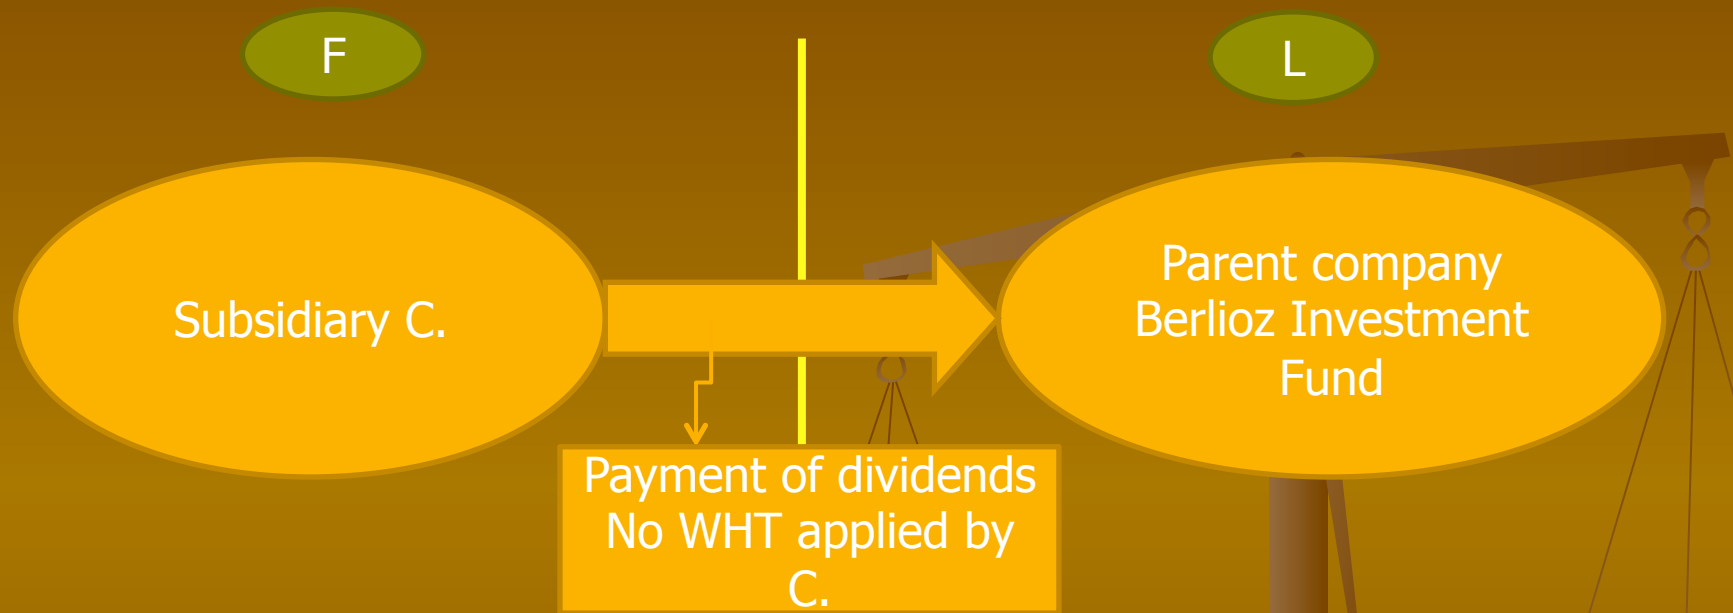 F
L
Subsidiary C.
Parent company
Berlioz Investment
Fund
Payment of dividends
No WHT applied by
C.